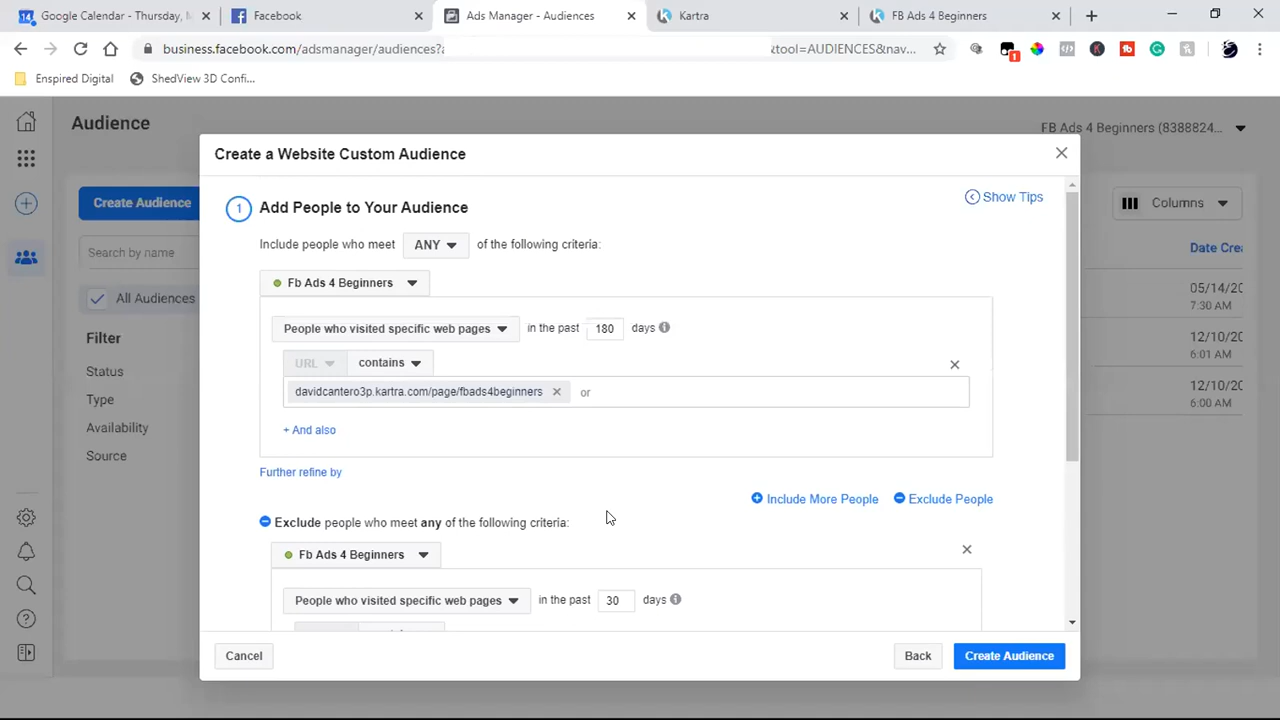 14 Google Calendar - Thursday, M
Facebook
Ads Manager - Audiences
Kartra
FB Ads 4 Beginners
business.facebook.com/adsmanager/audiences?
tool=AUDIENCES&nav...
1
Enspired Digital
ShedView 3D Confi...
Audience
FB Ads 4 Beginners (8388824...
Create a Website Custom Audience
Create Audience
Columns
Search by name
Date Crea
All Audiences
05/14/20
7:30 AM
Filter
12/10/20
6:01 AM
Status
Type
12/10/20
6:00 AM
Availability
Source
1
Add People to Your Audience
Show Tips
Include people who meet ANY of the following criteria:
Fb Ads 4 Beginners
People who visited specific web pages in the past 180 days
URL contains
davidcantero3p.kartra.com/page/fbads4beginners or
+ And also
Further refine by
Include More People Exclude People
Exclude people who meet any of the following criteria:
Fb Ads 4 Beginners
People who visited specific web pages in the past 30 days
Cancel
Back
Create Audience